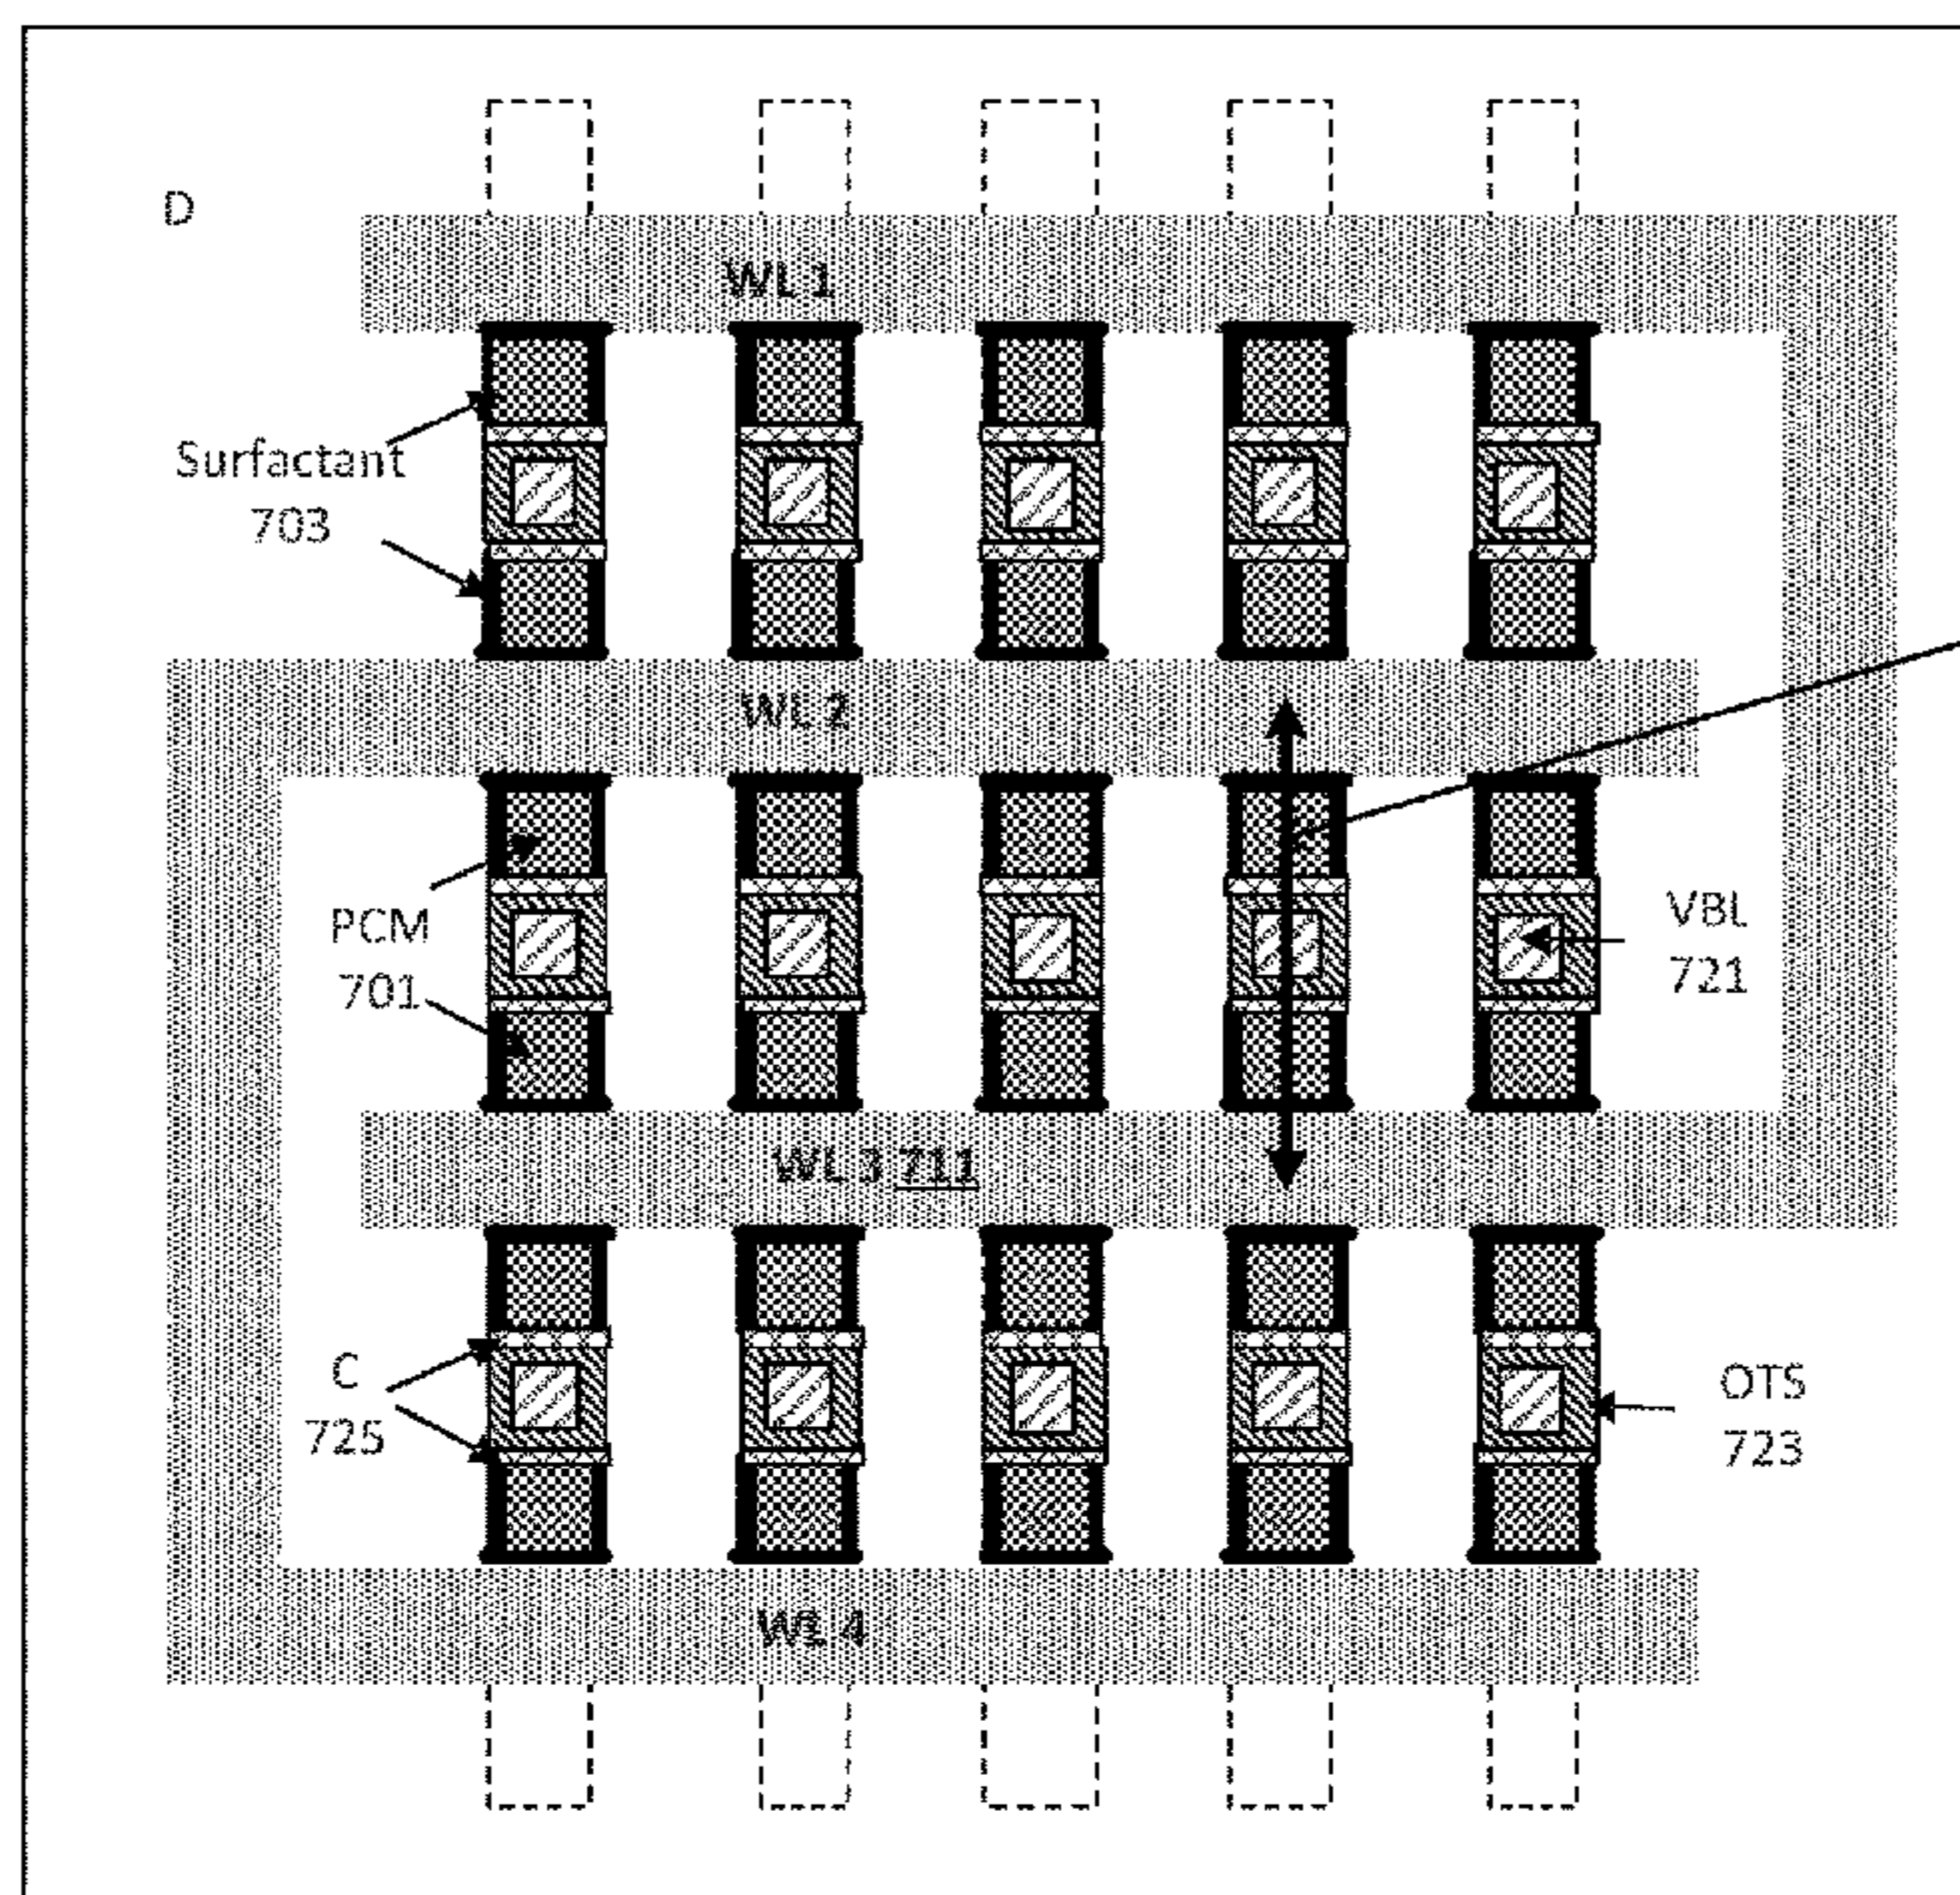 D
WL 1
Surfactant
703
WL 2
PCM
701
VBL
721
WL 3 711
C
725
OTS
723
WL 4